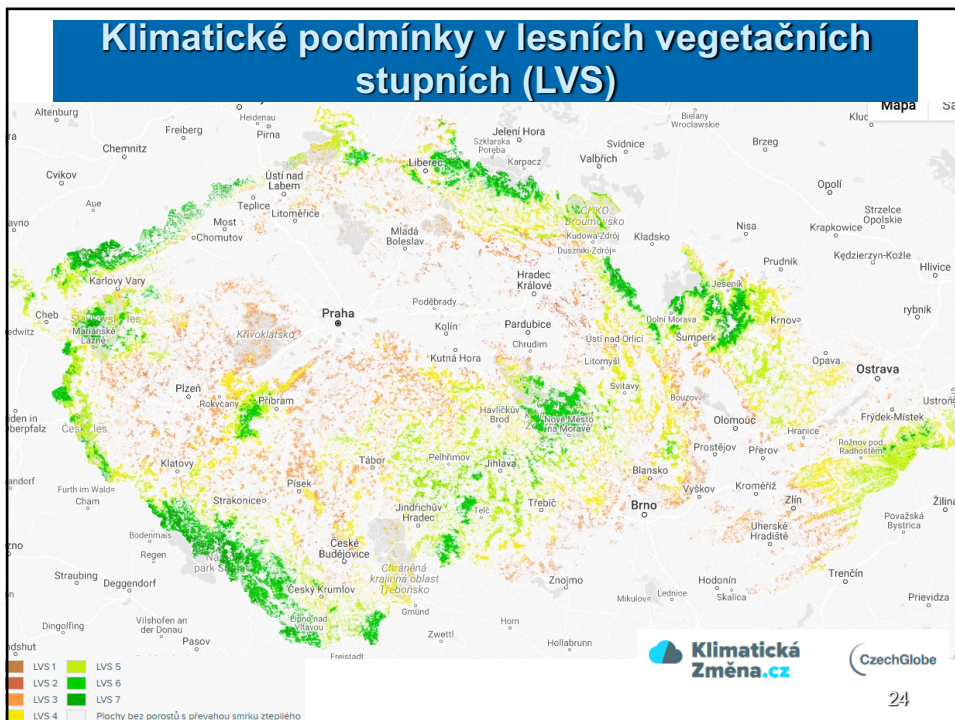 Klimatické podmínky v lesních vegetačních
stupních (LVS)
Mapa
Altenburg
Freiberg
Heidenau
Pirna
Chemnitz
Cvikov
Aue
Ústí nad
Labem
Teplice
Litoměřice
Most
Chomutov
Liberec
Szklarska
Poręba
Jelení Hora
Karpacz
Valbřich
Svídnice
Bielany
Wrocławskie
Brzeg
Kluc
Opolí
Strzelce
Opolskie
Krapkowice
Kędzierzyn-Koźle
Hlivice
rybnik
Nisa
Prudník
Kladsko
Kudowa-Zdrój
Duszniki-Zdrój
Mladá
Boleslav
Karlovy Vary
Cheb
Mariánské
Lázně
Křivoklátsko
Praha
Poděbrady
Kolín
Kutná Hora
Hradec
Králové
Pardubice
Chrudim
Ústí nad Orlicí
Litomyšl
Svitavy
Dolní Morava
Šumperk
Jeseník
Krnov
Opava
Ostrava
Frýdek-Místek
Rožnov pod
Radhoštěm
Hranice
Olomouc
Bouzov
Prostějov
Přerov
Plzeň
Rokycany
Příbram
Klatovy
Strakonice
Písek
Tábor
Pelhřimov
Havlíčkův
Brod
Nové Město
na Moravě
Jihlava
Telč
Třebíč
Jindřichův
Hradec
České
Budějovice
Chráněná
krajinná oblast
Třeboňsko
Český Krumlov
Lipno nad
Vltavou
Gmünd
Zwettl
Horn
Hollabrunn
Znojmo
Mikulov
Lednice
Hodonín
Skalica
Brno
Blansko
Vyškov
Kroměříž
Zlín
Uherské
Hradiště
Trenčín
Považská
Bystrica
Žilina
Prievidza
Český les
Furth im Wald
Cham
Bodenmais
Regen
Straubing
Deggendorf
Dingolfing
Vilshofen an
der Donau
Pasov
Freistadt
Klimatická
Změna.cz
CzechGlobe
24
LVS 1
LVS 2
LVS 3
LVS 4
LVS 5
LVS 6
LVS 7
Plochy bez porostů s převahou smrku ztepilého